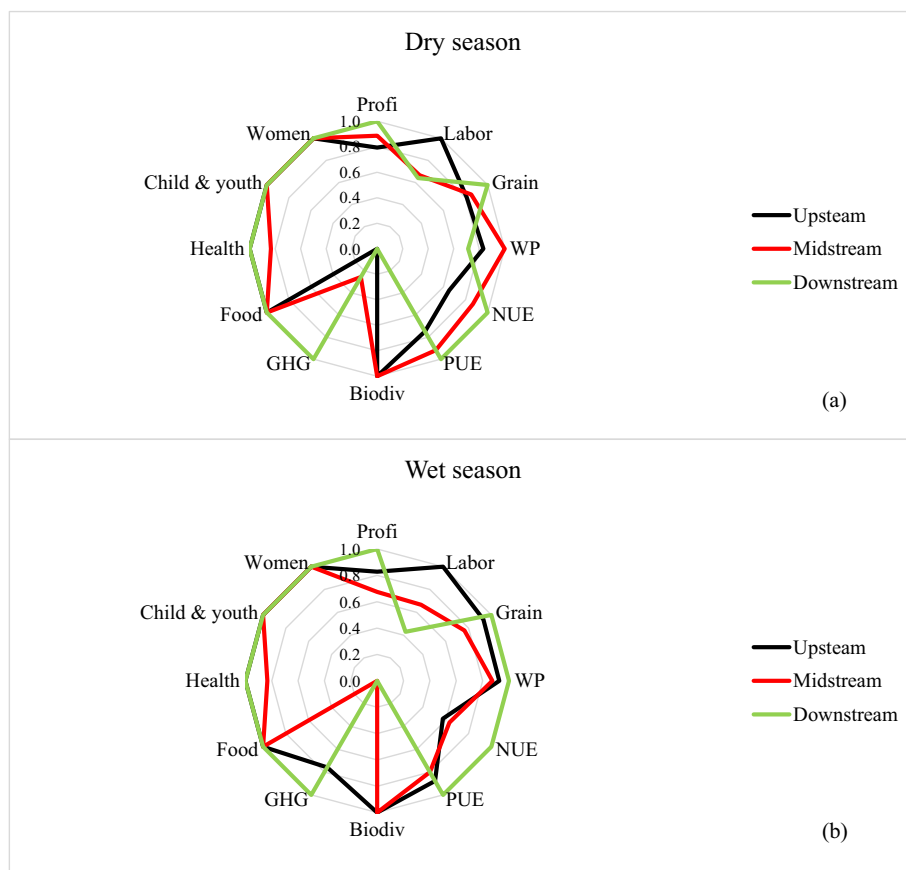 Dry season
Profi
Women
1.0
Labor
0.8
Child & youth
0.6
Grain
0.4
0.2
Health
0.0
WP
Food
NUE
GHG
PUE
Biodiv
Upsteam
Midstream
Downstream
(a)
Wet season
Profi
Women
1.0
Labor
0.8
Child & youth
0.6
Grain
0.4
0.2
Health
0.0
WP
Food
NUE
GHG
PUE
Biodiv
Upsteam
Midstream
Downstream
(b)